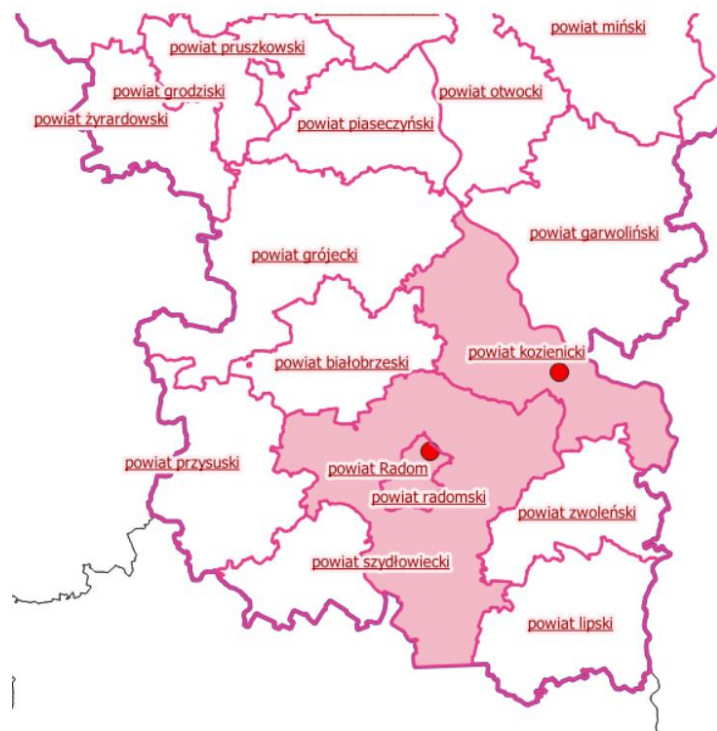 powiat miński
powiat pruszkowski
powiat grodziski
powiat otwocki
powiat żyrardowski
powiat piaseczyński
powiat garwoliński
powiat grójecki
powiat kozienicki
powiat białobrzeski
powiat przysuski
powiat Radom
powiat radomski
powiat zwoleński
powiat szydłowiecki
powiat lipski